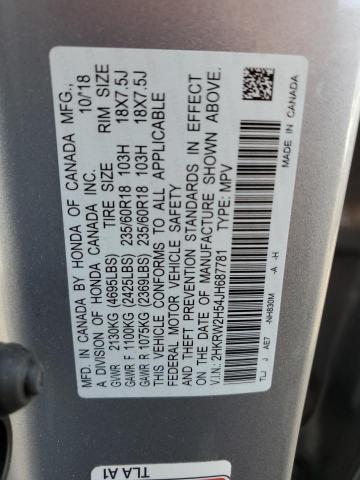 MFD. IN CANADA BY HONDA OF CANADA MFG., 10/18
A DIVISION OF HONDA CANADA INC.
TIRE SIZE RIM SIZE
GVWR 2130KG (4695LBS)
GAWR F 1100KG (2425LBS) 235/60R18 103H 18X7.5J
GAWR R 1075KG (2369LBS) 235/60R18 103H 18X7.5J
THIS VEHICLE CONFORMS TO ALL APPLICABLE
FEDERAL MOTOR VEHICLE SAFETY
AND THEFT PREVENTION STANDARDS IN EFFECT
ON THE DATE OF MANUFACTURE SHOWN ABOVE.
V.I.N: 2HKRW2H54JH687781 TYPE: MPV
TLJ J AE7 -NH830M -A -H
MADE IN CANADA
TLA A1